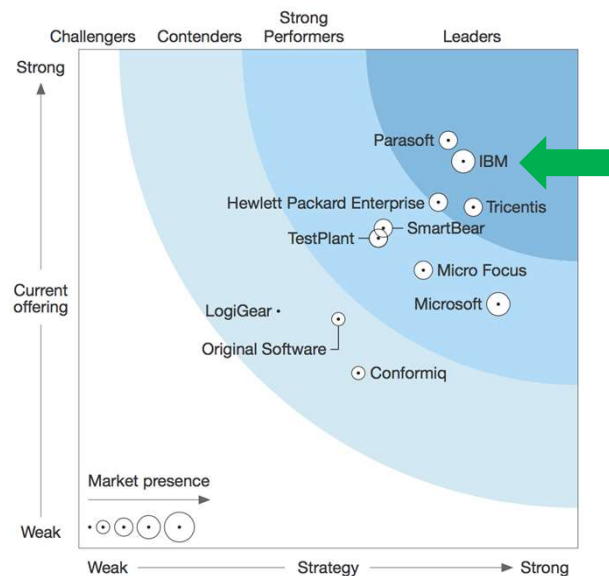 Challengers
Contenders
Strong
Performers
Leaders
Strong
Parasoft
IBM
Hewlett Packard Enterprise
Tricentis
SmartBear
TestPlant
Micro Focus
Current
offering
Microsoft
LogiGear
Original Software
Conformiq
Market presence
Weak
Weak
Strategy
Strong